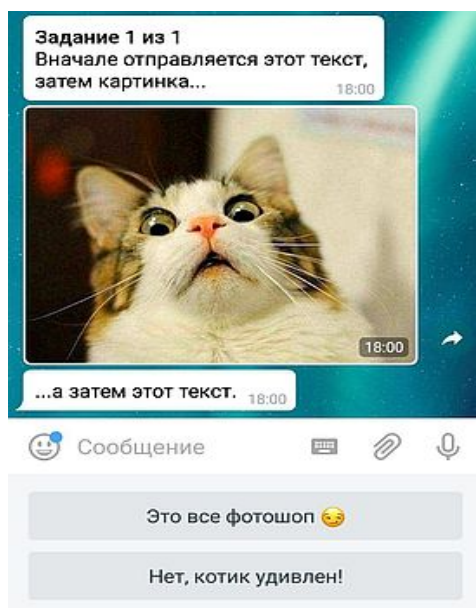 Задание 1 из 1
Вначале отправляется этот текст,
затем картинка...
18:00
18:00
...а затем этот текст.
18:00
Сообщение
Это все фотошоп 😏
Нет, котик удивлен!